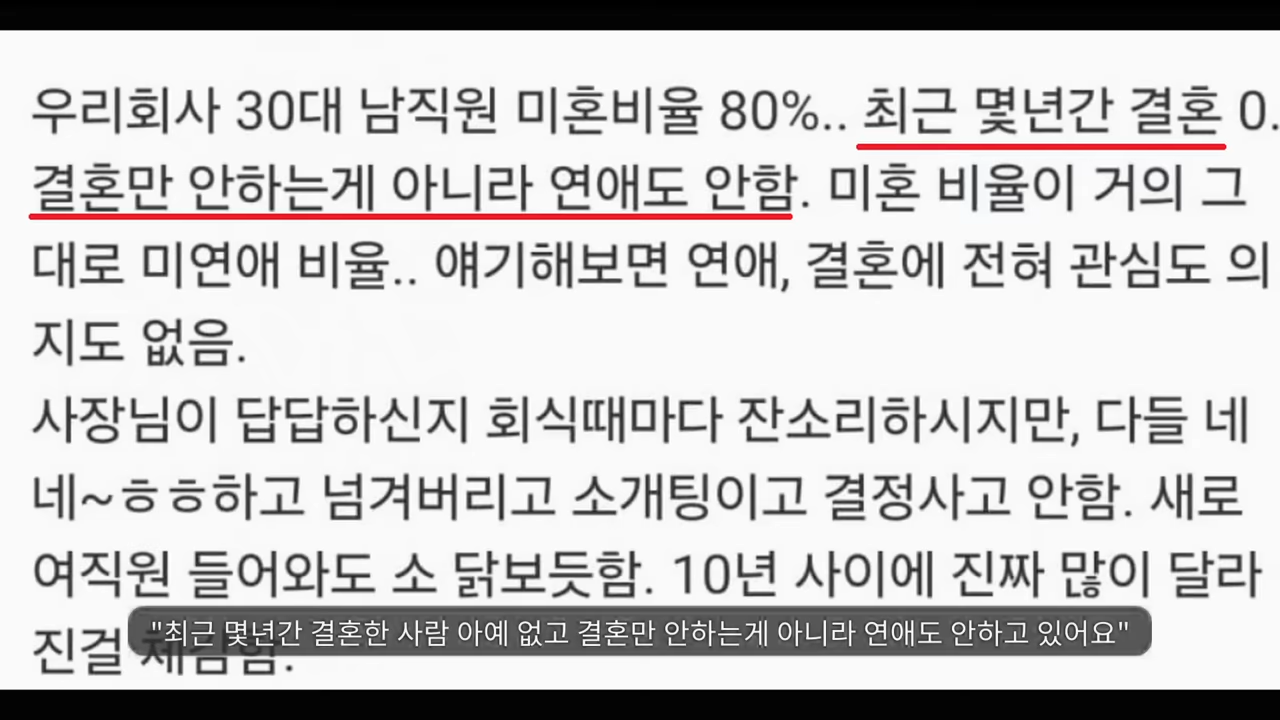 우리회사 30대 남직원 미혼비율 80%.. 최근 몇년간 결혼 0.
결혼만 안하는게 아니라 연애도 안함. 미혼 비율이 거의 그
대로 미연애 비율.. 얘기해보면 연애, 결혼에 전혀 관심도 의
지도 없음.
사장님이 답답하신지 회식때마다 잔소리하시지만, 다들 네
네~ㅎㅎ하고 넘겨버리고 소개팅이고 결정사고 안함. 새로
여직원 들어와도 소 닭보듯함. 10년 사이에 진짜 많이 달라
진걸 체감함.
"최근 몇년간 결혼한 사람 아예 없고 결혼만 안하는게 아니라 연애도 안하고 있어요"